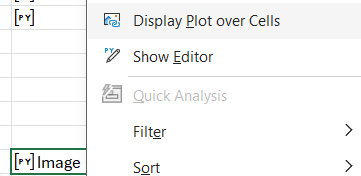 [PY]
Display Plot over Cells
Show Editor
Quick Analysis
Filter
[PY] Image
Sort